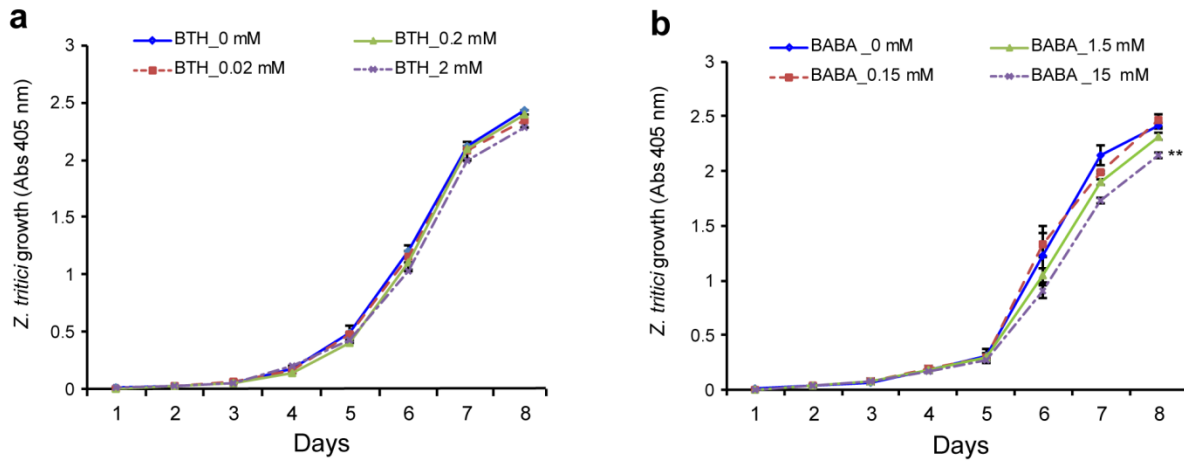 a
BTH_0 mM
BTH_0.2 mM
BTH_0.02 mM
BTH_2 mM
3
2.5
2
1.5
1
0.5
0
Z. tritici growth (Abs 405 nm)
1 2 3 4 5 6 7 8
Days
b
BABA _0 mM
BABA_1.5 mM
BABA_0.15 mM
BABA _15 mM
3
2.5
2
1.5
1
0.5
0
Z. tritici growth (Abs 405 nm)
**
1 2 3 4 5 6 7 8
Days